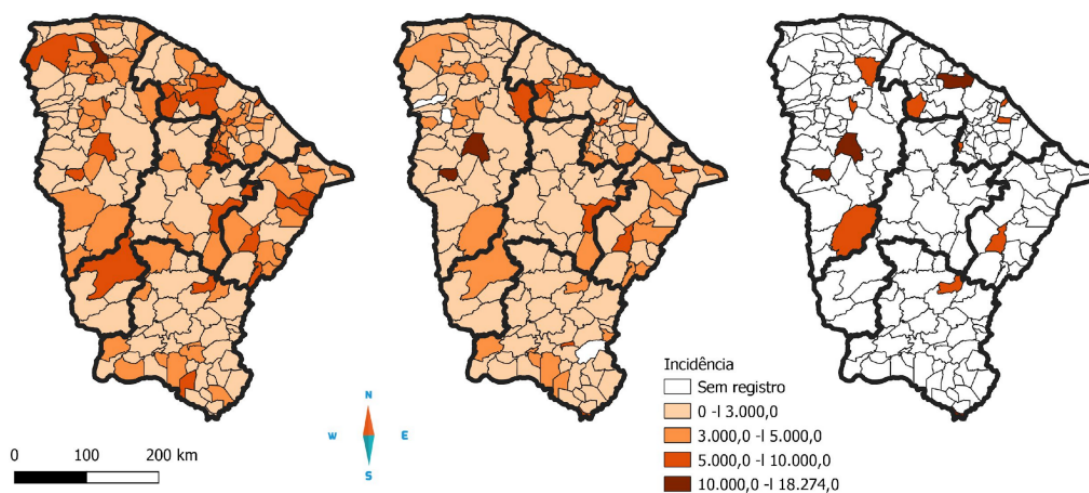 Incidência
Sem registro
0 -l 3.000,0
3.000,0 -l 5.000,0
5.000,0 -l 10.000,0
10.000,0 -l 18.274,0
N
W E
S
0 100 200 km